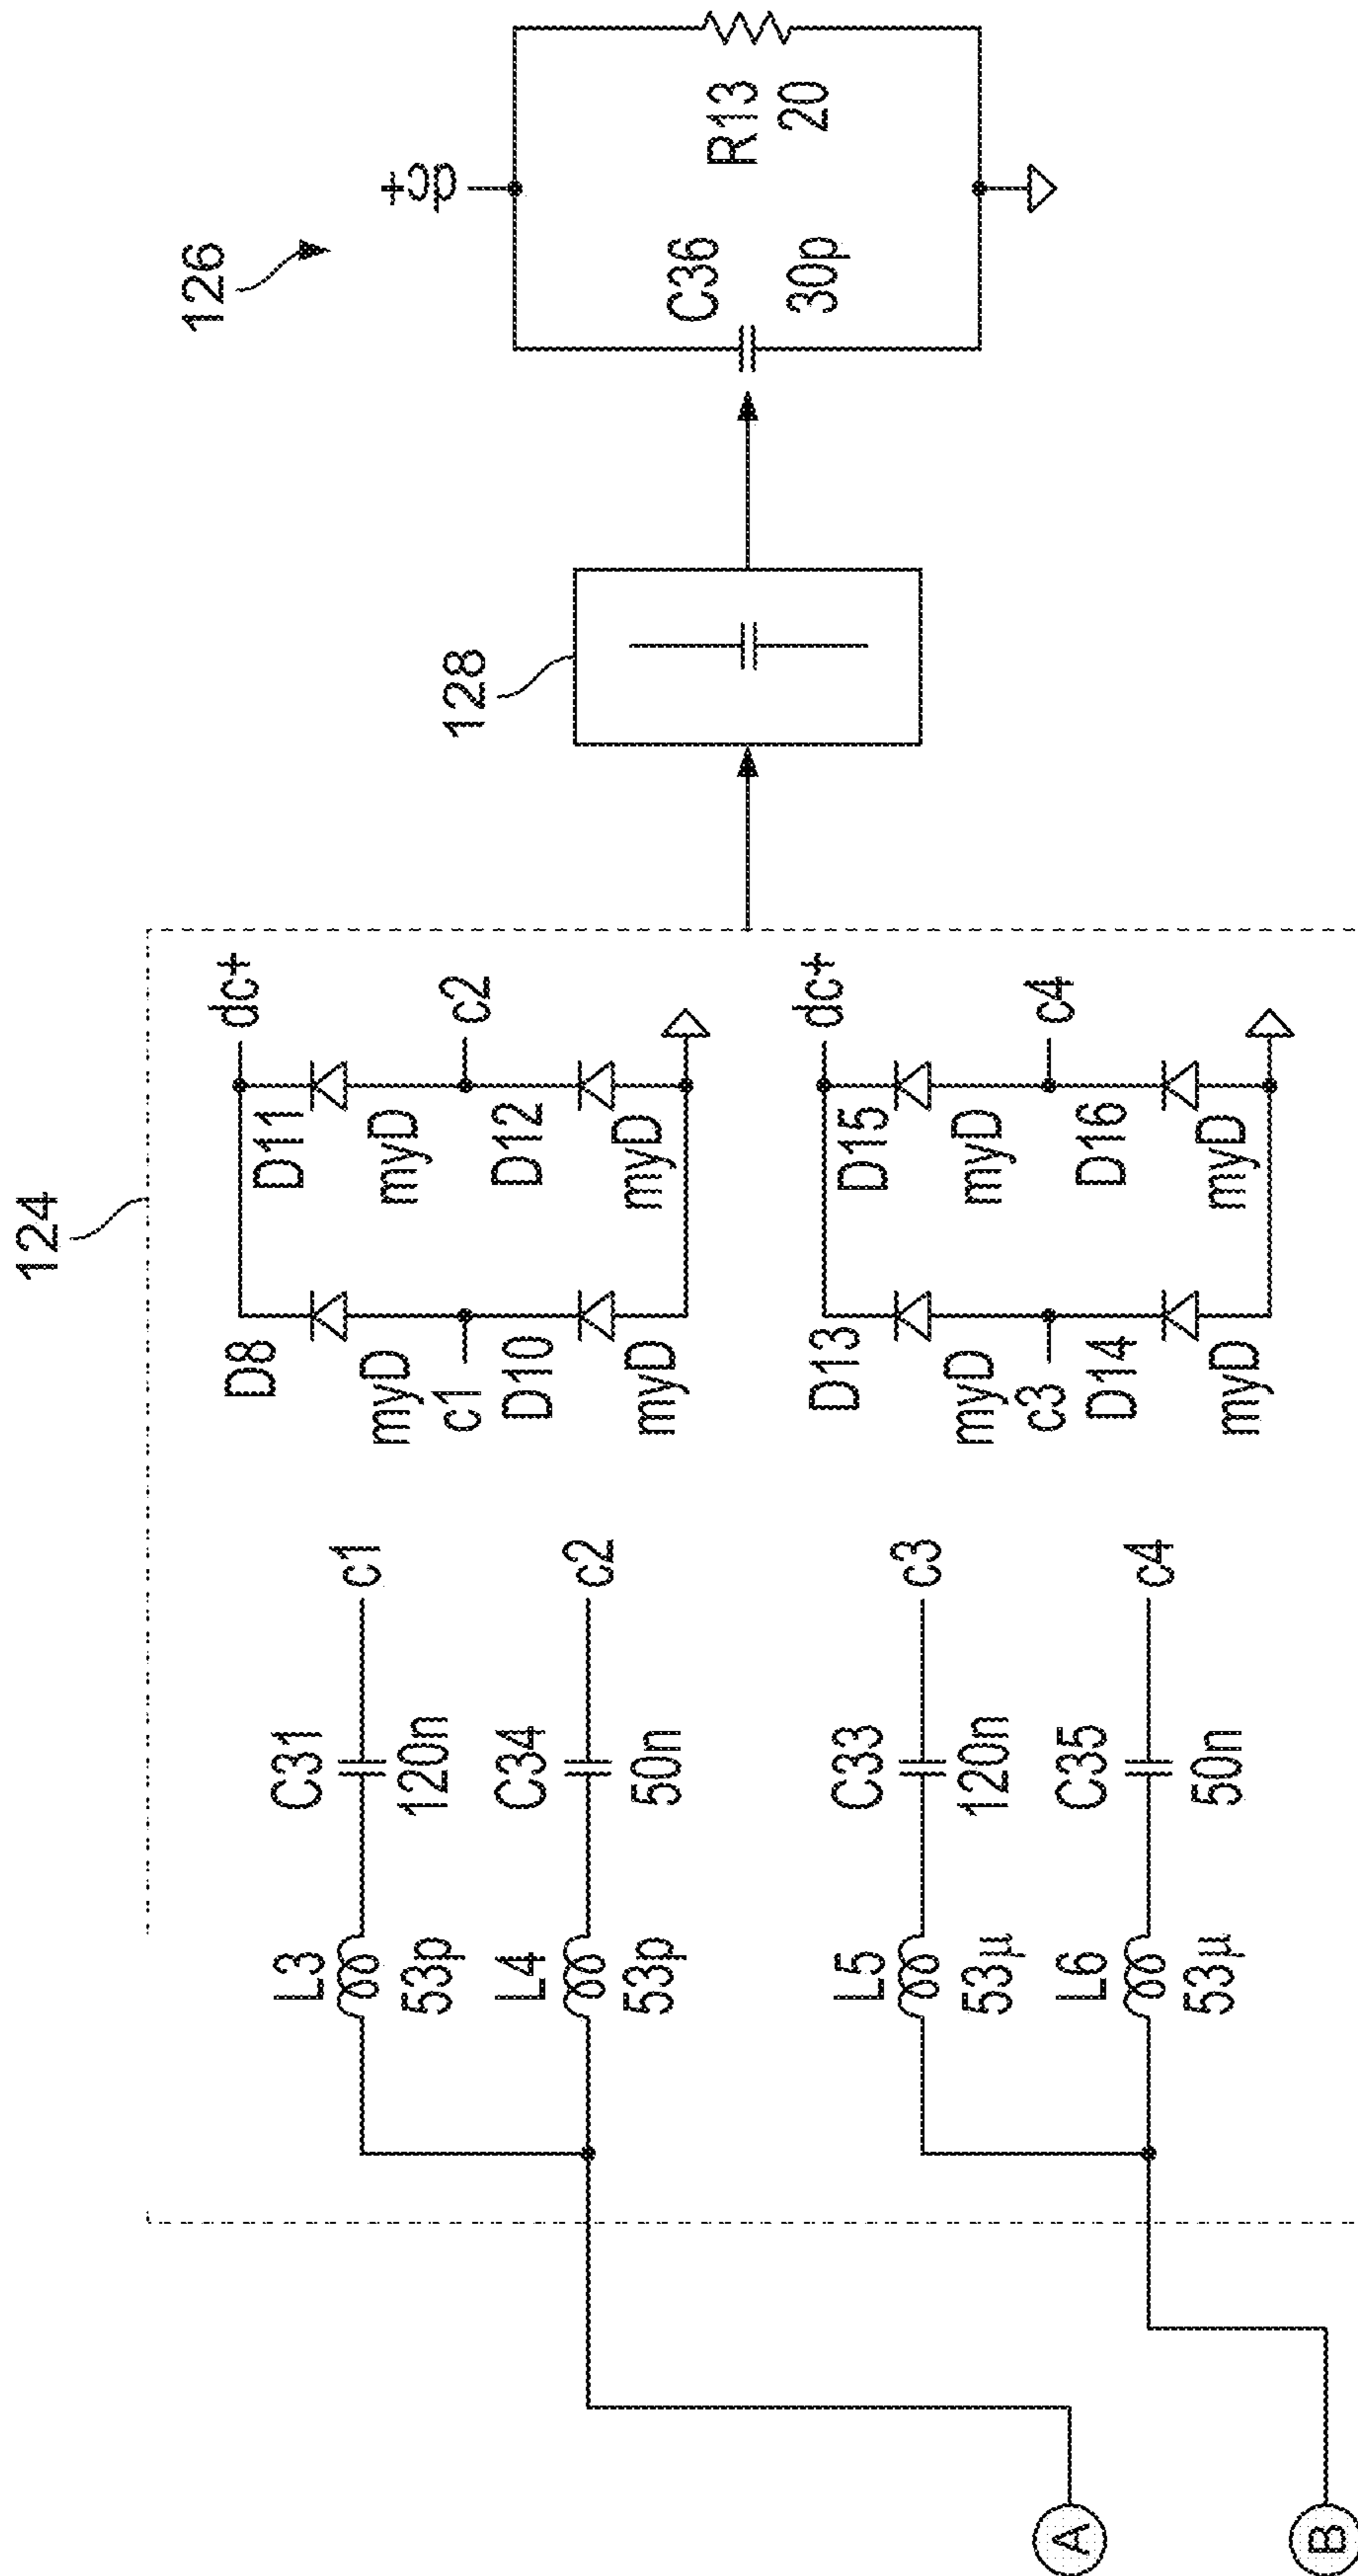 124
126
128
L3
53p
C31
120n
c1
L4
53p
C34
50n
c2
L5
53µ
C33
120n
c3
L6
53µ
C35
50n
c4
D8
myD
c1
D10
myD
D11
myD
D12
myD
dc+
c2
D13
myD
c3
D14
myD
D15
myD
D16
myD
dc+
c4
dc+
C36
30p
R13
20
A
B